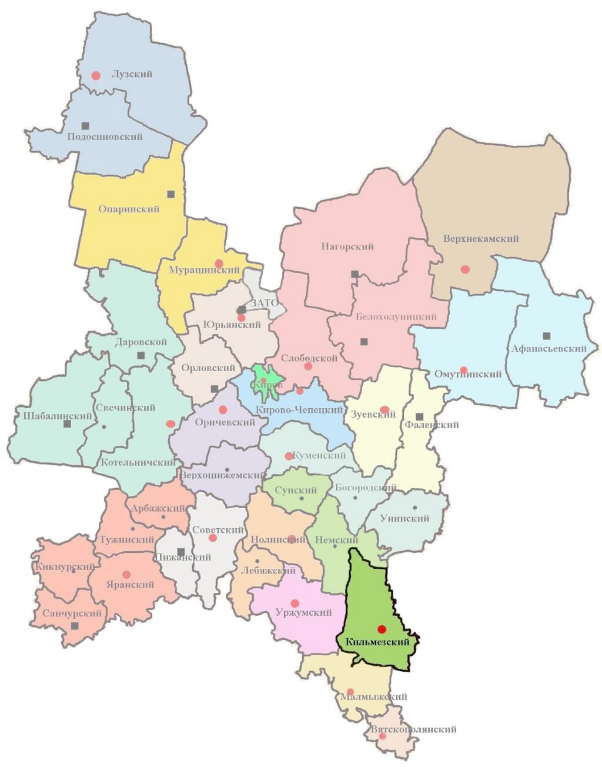 Лузский
Подосиновский
Опаринский
Мурашинский
Нагорский
Верхнекамский
ЗАТО
Юрьянский
Белохолуницкий
Даровской
Слободской
Афанасьевский
Орловский
Омутнинский
Киров
Шабалинский
Свечинский
Оричевский
Кирово-Чепецкий
Зуевский
Фаленский
Котельничский
Верхошижемский
Куменский
Сунский
Богородский
Арбажский
Унинский
Тужинский
Советский
Нолинский
Немский
Пижанский
Кикнурский
Лебяжский
Яранский
Санчурский
Уржумский
Кильмезский
Малмыжский
Вятскополянский